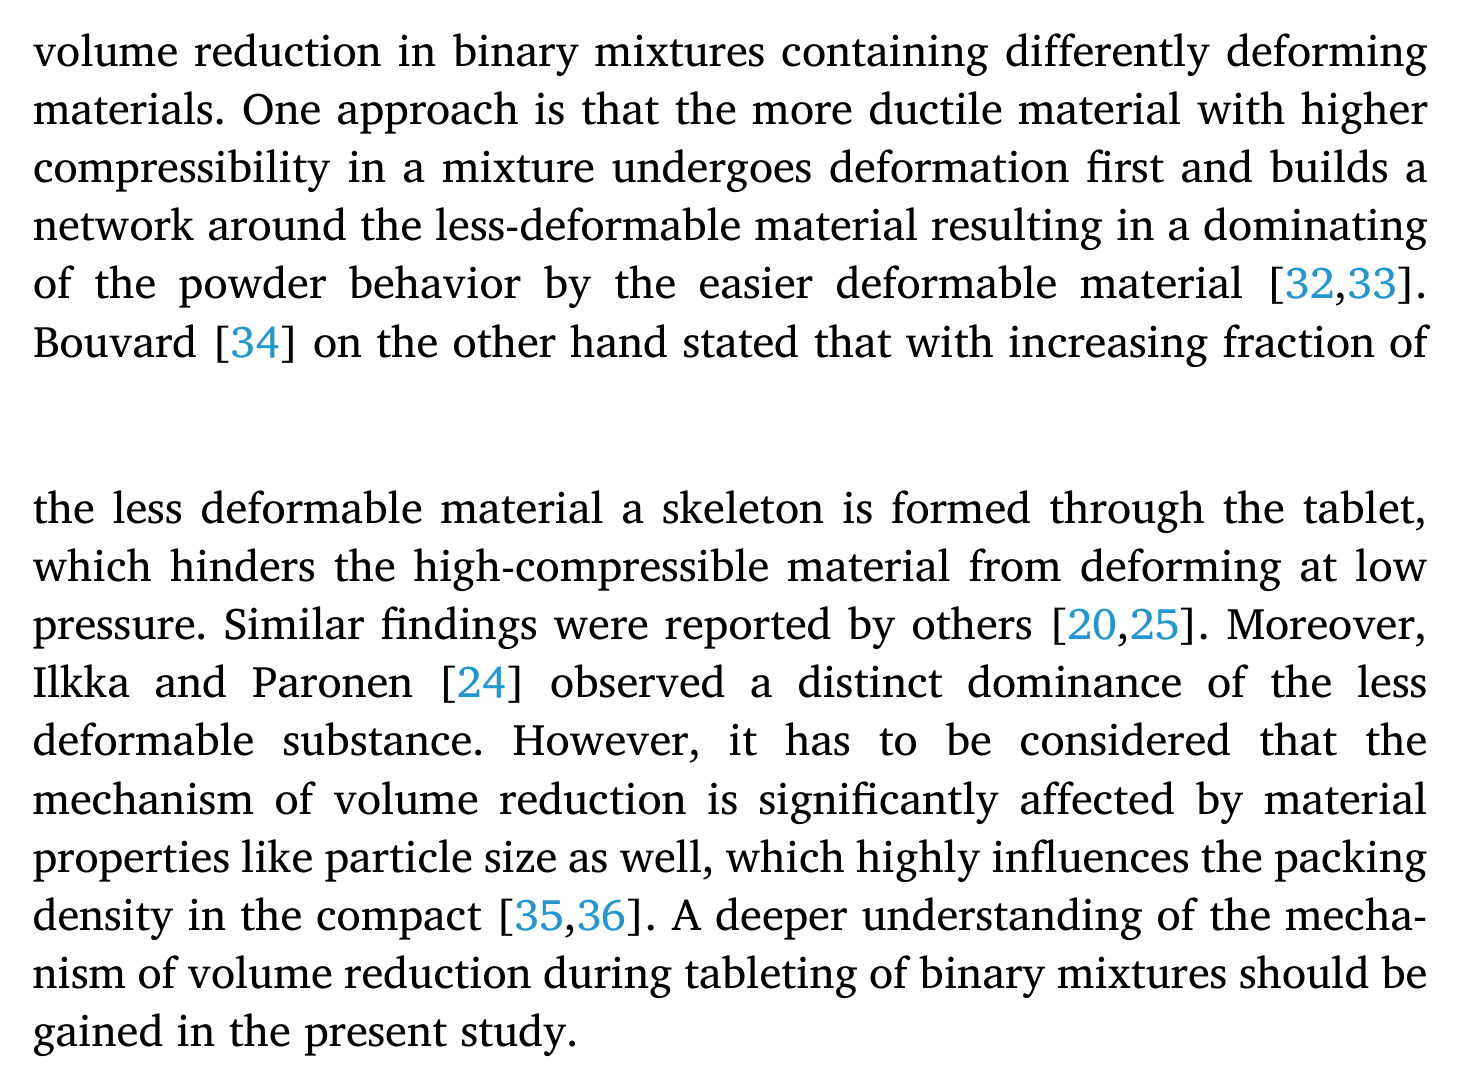 volume reduction in binary mixtures containing differently deforming
materials. One approach is that the more ductile material with higher
compressibility in a mixture undergoes deformation first and builds a
network around the less-deformable material resulting in a dominating
of the powder behavior by the easier deformable material [32,33].
Bouvard [34] on the other hand stated that with increasing fraction of
the less deformable material a skeleton is formed through the tablet,
which hinders the high-compressible material from deforming at low
pressure. Similar findings were reported by others [20,25]. Moreover,
Ilkka and Paronen [24] observed a distinct dominance of the less
deformable substance. However, it has to be considered that the
mechanism of volume reduction is significantly affected by material
properties like particle size as well, which highly influences the packing
density in the compact [35,36]. A deeper understanding of the mecha-
nism of volume reduction during tableting of binary mixtures should be
gained in the present study.